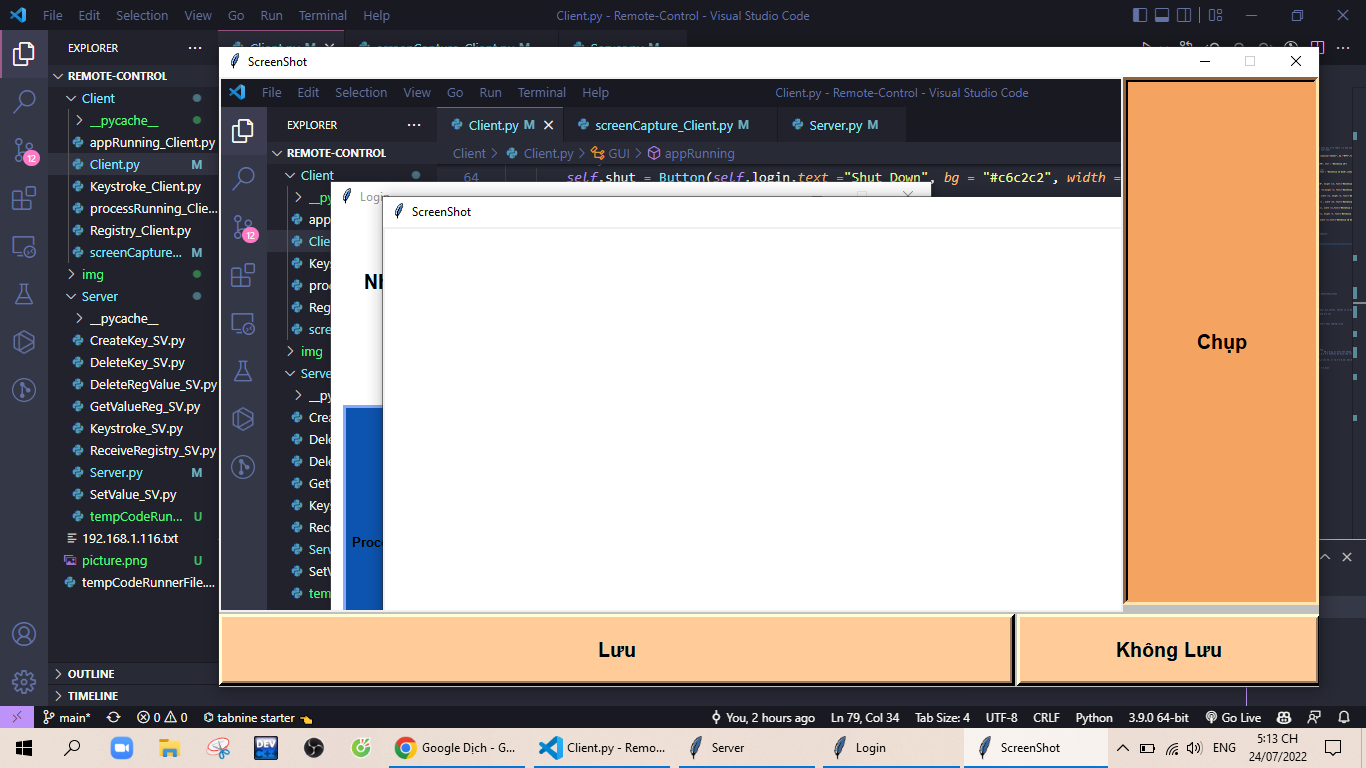 File Edit Selection View Go Run Terminal Help Client.py - Remote-Control - Visual Studio Code
EXPLORER
REMOTE-CONTROL
Client
__pycache__
appRunning_Client.py
Client.py M
Keystroke_Client.py
processRunning_Clie...
Registry_Client.py
screenCapture... M
img
Server
__pycache__
CreateKey_SV.py
DeleteKey_SV.py
DeleteRegValue_SV.py
GetValueReg_SV.py
Keystroke_SV.py
ReceiveRegistry_SV.py
Server.py M
SetValue_SV.py
tempCodeRun... U
192.168.1.116.txt
picture.png U
tempCodeRunnerFile....
OUTLINE
TIMELINE
12
ScreenShot
File Edit Selection View Go Run Terminal Help Client.py - Remote-Control - Visual Studio Code
EXPLORER
Client.py M screenCapture_Client.py M Server.py M
REMOTE-CONTROL
Client > Client.py > GUI > appRunning
64 self.shut = Button(self.login,text ="Shut Down", bg = "#c6c2c2", width =
Client
__py
app
Clie
Key
proc
Reg
scre
img
Serve
__py
Crea
Dele
Dele
GetV
Key
Rece
Serv
SetV
tem
12
Login
ScreenShot
Nh
Proce
Chụp
Lưu
Không Lưu
main* 0 0 tabnine starter You, 2 hours ago Ln 79, Col 34 Tab Size: 4 UTF-8 CRLF Python 3.9.0 64-bit Go Live
DEV
Google Dịch - G... Client.py - Remo... Server Login ScreenShot ENG
5:13 CH
24/07/2022